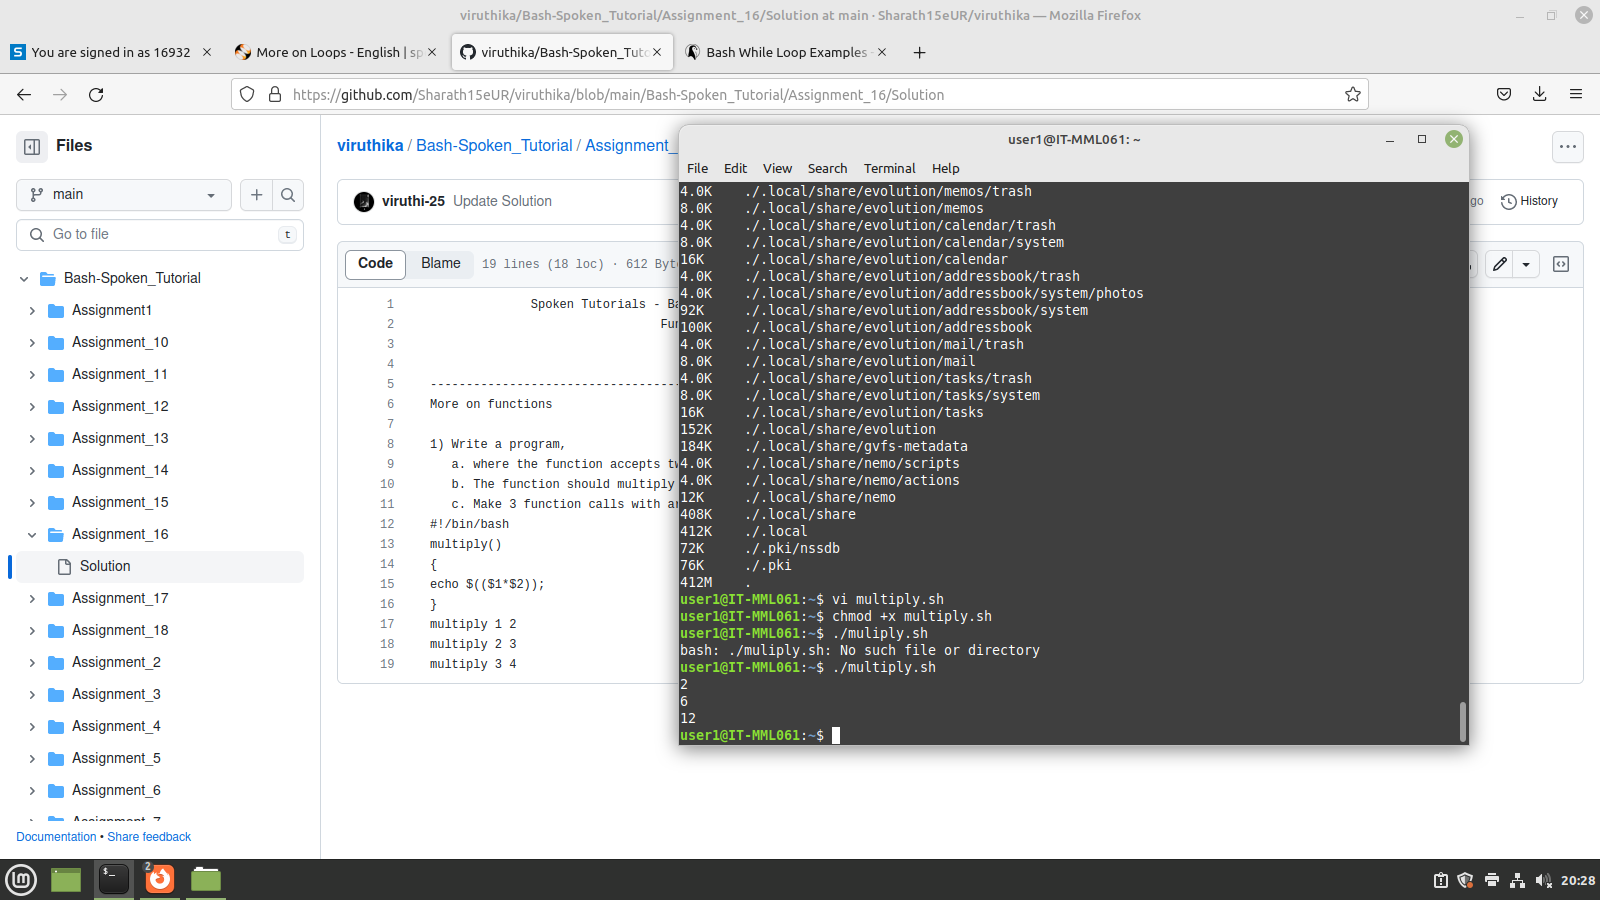 viruthika/Bash-Spoken_Tutorial/Assignment_16/Solution at main · Sharath15eUR/viruthika — Mozilla Firefox
You are signed in as 16932
More on Loops - English | sp
viruthika/Bash-Spoken_Tuto
Bash While Loop Examples -
https://github.com/Sharath15eUR/viruthika/blob/main/Bash-Spoken_Tutorial/Assignment_16/Solution
Files
main
Go to file
t
Bash-Spoken_Tutorial
Assignment1
Assignment_10
Assignment_11
Assignment_12
Assignment_13
Assignment_14
Assignment_15
Assignment_16
Solution
Assignment_17
Assignment_18
Assignment_2
Assignment_3
Assignment_4
Assignment_5
Assignment_6
Documentation • Share feedback
viruthika / Bash-Spoken_Tutorial / Assignment_
viruthi-25 Update Solution
go
History
Code
Blame
19 lines (18 loc) · 612 Byt
1 Spoken Tutorials - Ba
2 Fun
3
4
5 ----------------------------------
6 More on functions
7
8 1) Write a program,
9 a. where the function accepts tw
10 b. The function should multiply
11 c. Make 3 function calls with ar
12 #!/bin/bash
13 multiply()
14 {
15 echo $(($1*$2));
16 }
17 multiply 1 2
18 multiply 2 3
19 multiply 3 4
user1@IT-MML061: ~
File Edit View Search Terminal Help
4.0K ./.local/share/evolution/memos/trash
8.0K ./.local/share/evolution/memos
4.0K ./.local/share/evolution/calendar/trash
8.0K ./.local/share/evolution/calendar/system
16K ./.local/share/evolution/calendar
4.0K ./.local/share/evolution/addressbook/trash
4.0K ./.local/share/evolution/addressbook/system/photos
92K ./.local/share/evolution/addressbook/system
100K ./.local/share/evolution/addressbook
4.0K ./.local/share/evolution/mail/trash
8.0K ./.local/share/evolution/mail
4.0K ./.local/share/evolution/tasks/trash
8.0K ./.local/share/evolution/tasks/system
16K ./.local/share/evolution/tasks
152K ./.local/share/evolution
184K ./.local/share/gvfs-metadata
4.0K ./.local/share/nemo/scripts
4.0K ./.local/share/nemo/actions
12K ./.local/share/nemo
408K ./.local/share
412K ./.local
72K ./.pki/nssdb
76K ./.pki
412M .
user1@IT-MML061:~$ vi multiply.sh
user1@IT-MML061:~$ chmod +x multiply.sh
user1@IT-MML061:~$ ./muliply.sh
bash: ./muliply.sh: No such file or directory
user1@IT-MML061:~$ ./multiply.sh
2
6
12
user1@IT-MML061:~$
2
20:28